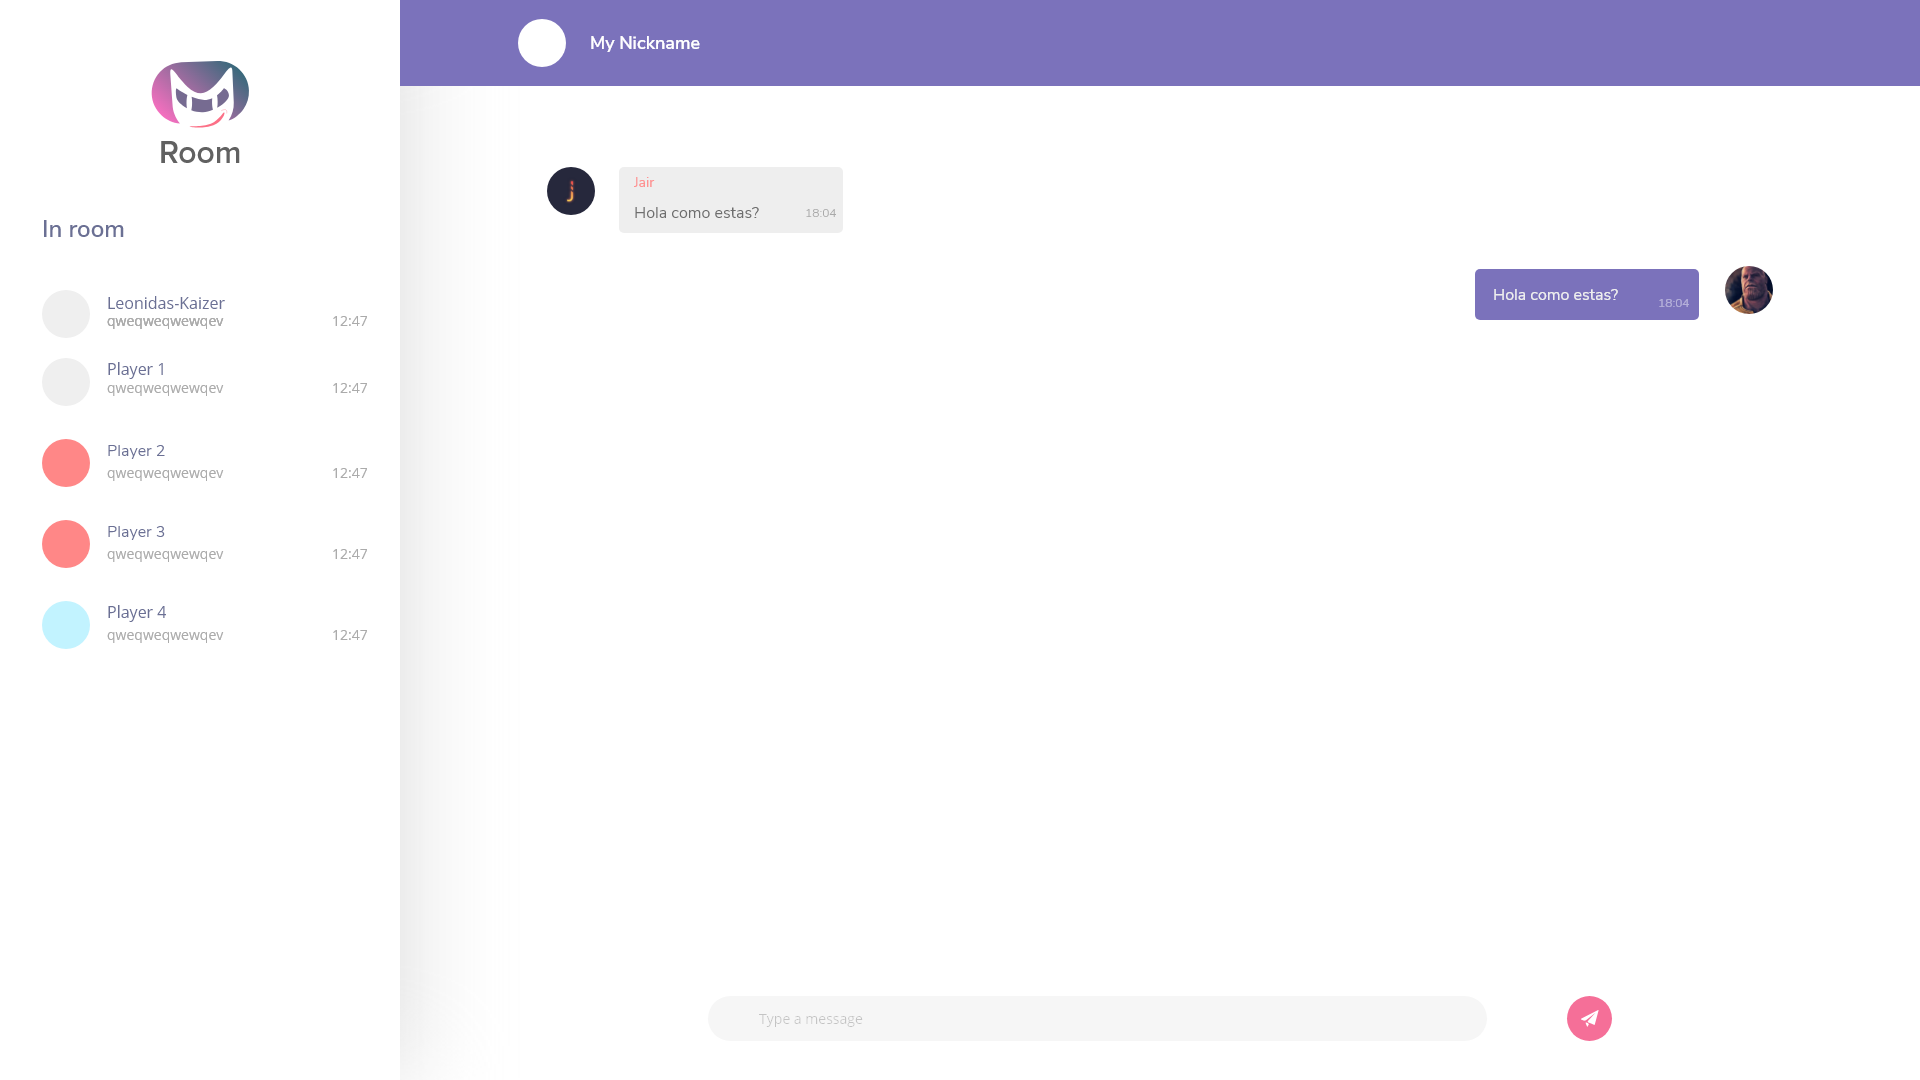 Room
In room
Leonidas-Kaizer
qweqweqwewqev 12:47
Player 1
qweqweqwewqev 12:47
Player 2
qweqweqwewqev 12:47
Player 3
qweqweqwewqev 12:47
Player 4
qweqweqwewqev 12:47
My Nickname
j
Jair
Hola como estas? 18:04
Hola como estas? 18:04
Type a message